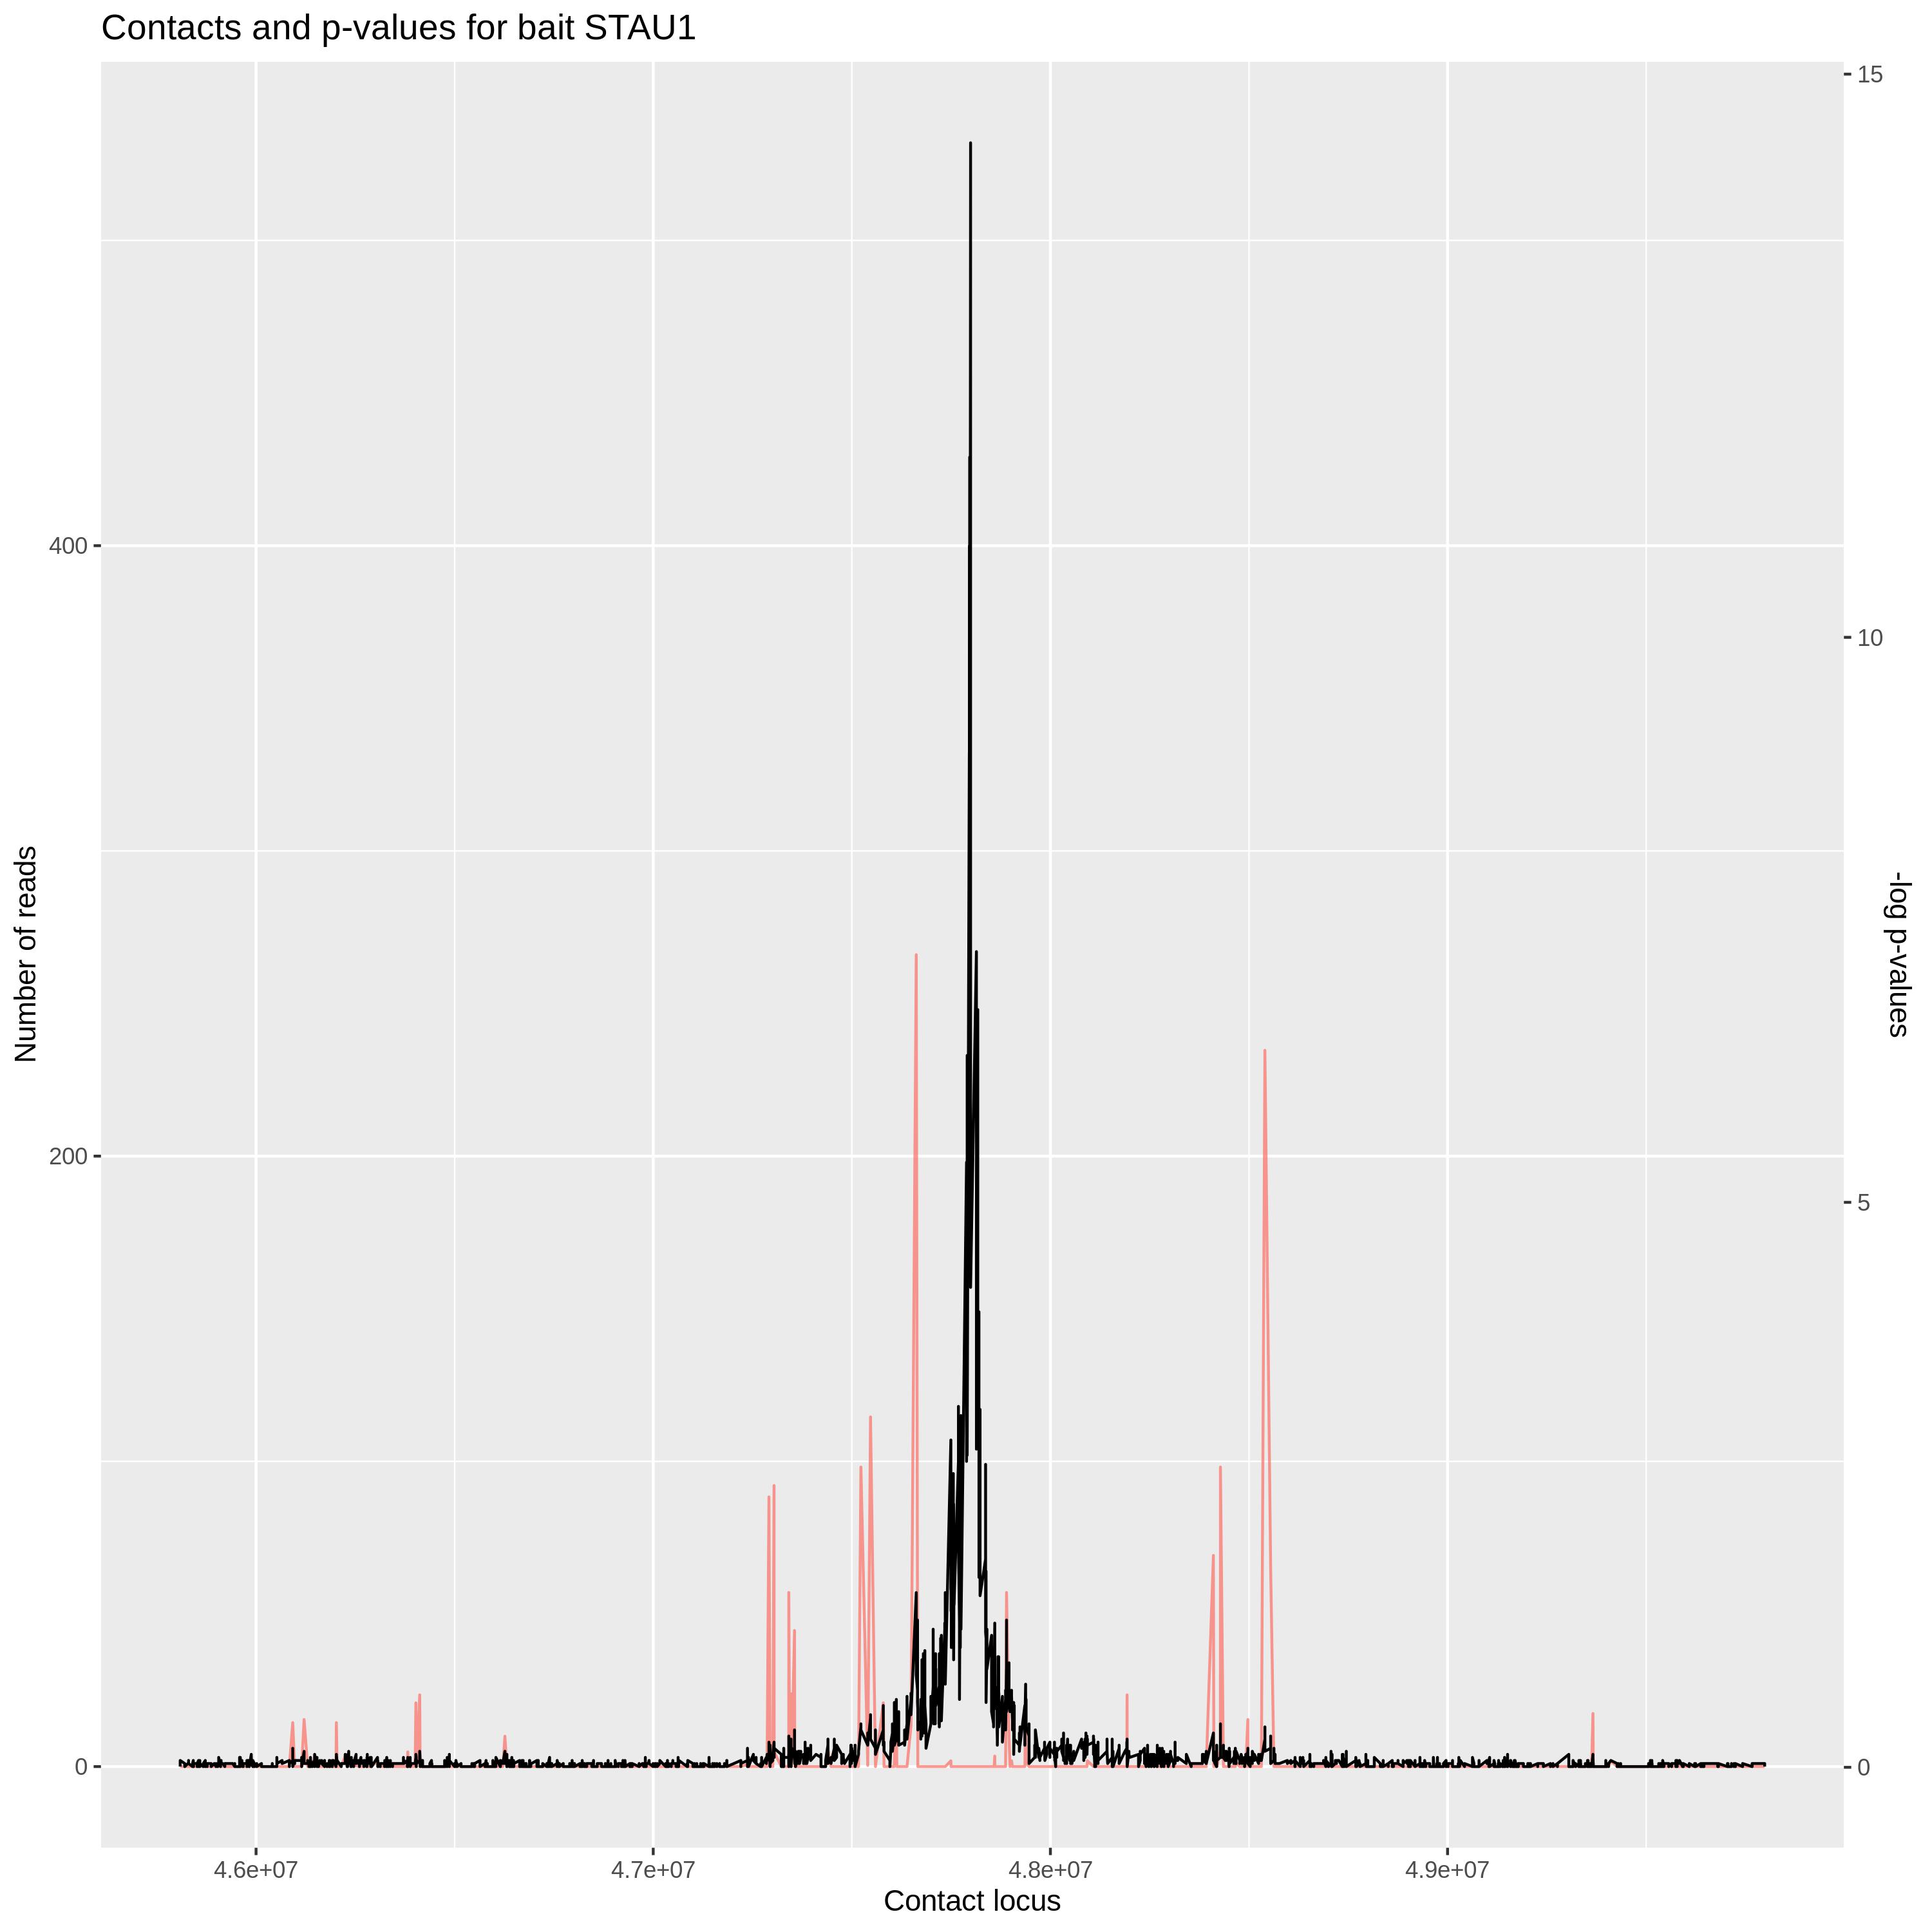 Contacts and p-values for bait STAU1
15
400
10
Number of reads
-log p-values
200
5
0
0
4.6e+07
4.7e+07
4.8e+07
4.9e+07
Contact locus